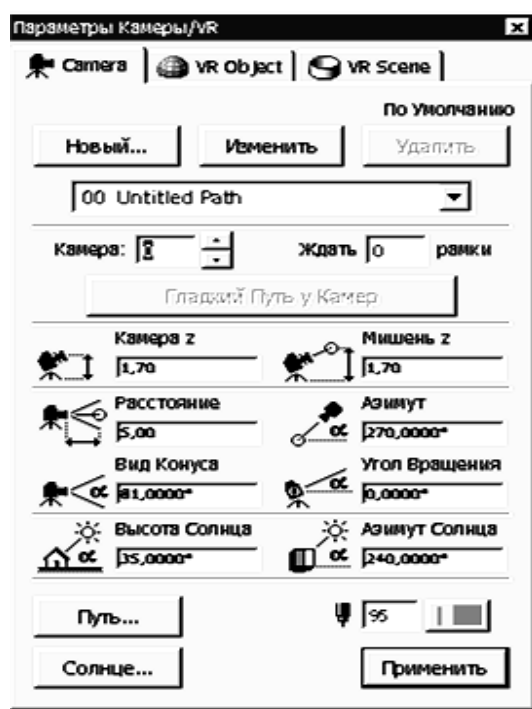 Параметры Камеры/VR
Camera VR Object VR Scene
По Умолчанию
Новый... Изменить Удалить
00 Untitled Path
Камера: Ждать 0 рамки
Гладкий Путь у Камер
Камера z Мишень z
1,70 1,70
Расстояние Азимут
5,00 270,0000°
Вид Конуса Угол Вращения
α 81,0000° 0,0000°
Высота Солнца Азимут Солнца
α 35,0000° α 240,0000°
Путь... 95
Солнце... Применить